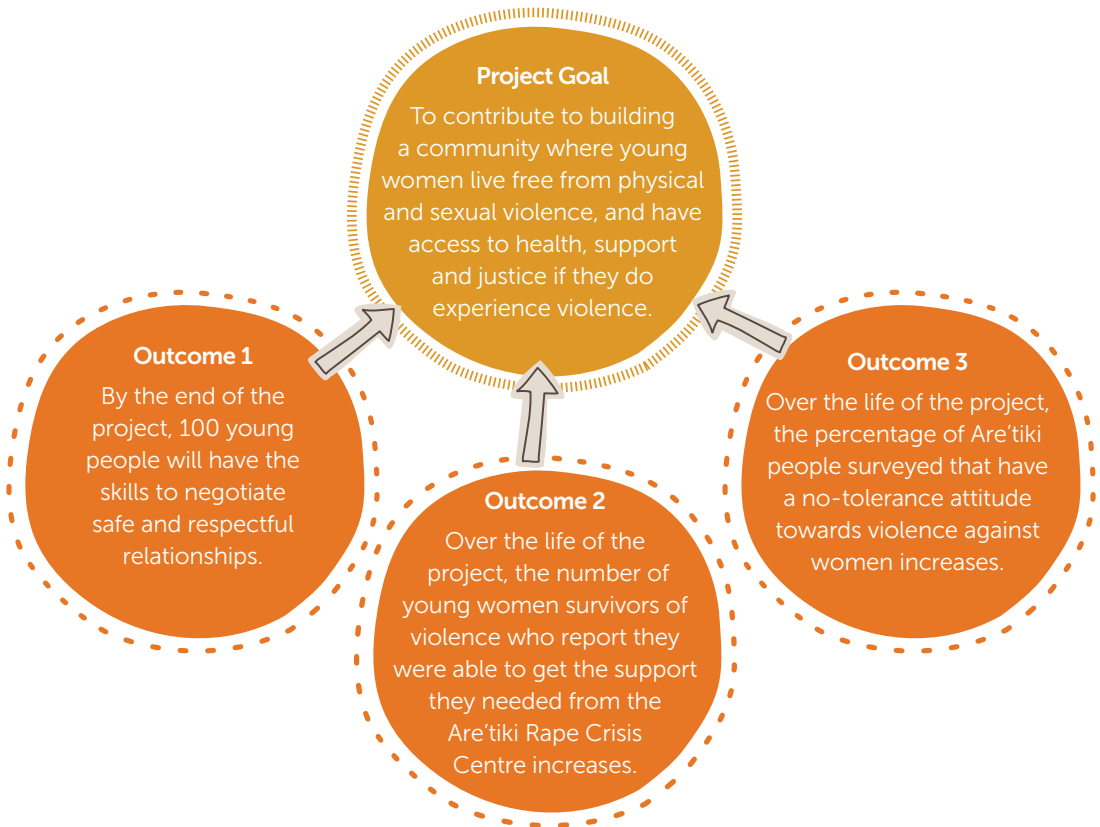 Project Goal
To contribute to building
a community where young
women live free from physical
and sexual violence, and have
access to health, support
and justice if they do
experience violence.
Outcome 1
By the end of the
project, 100 young
people will have the
skills to negotiate
safe and respectful
relationships.
Outcome 2
Over the life of the
project, the number of
young women survivors of
violence who report they
were able to get the support
they needed from the
Are’tiki Rape Crisis
Centre increases.
Outcome 3
Over the life of the project,
the percentage of Are’tiki
people surveyed that have
a no-tolerance attitude
towards violence against
women increases.